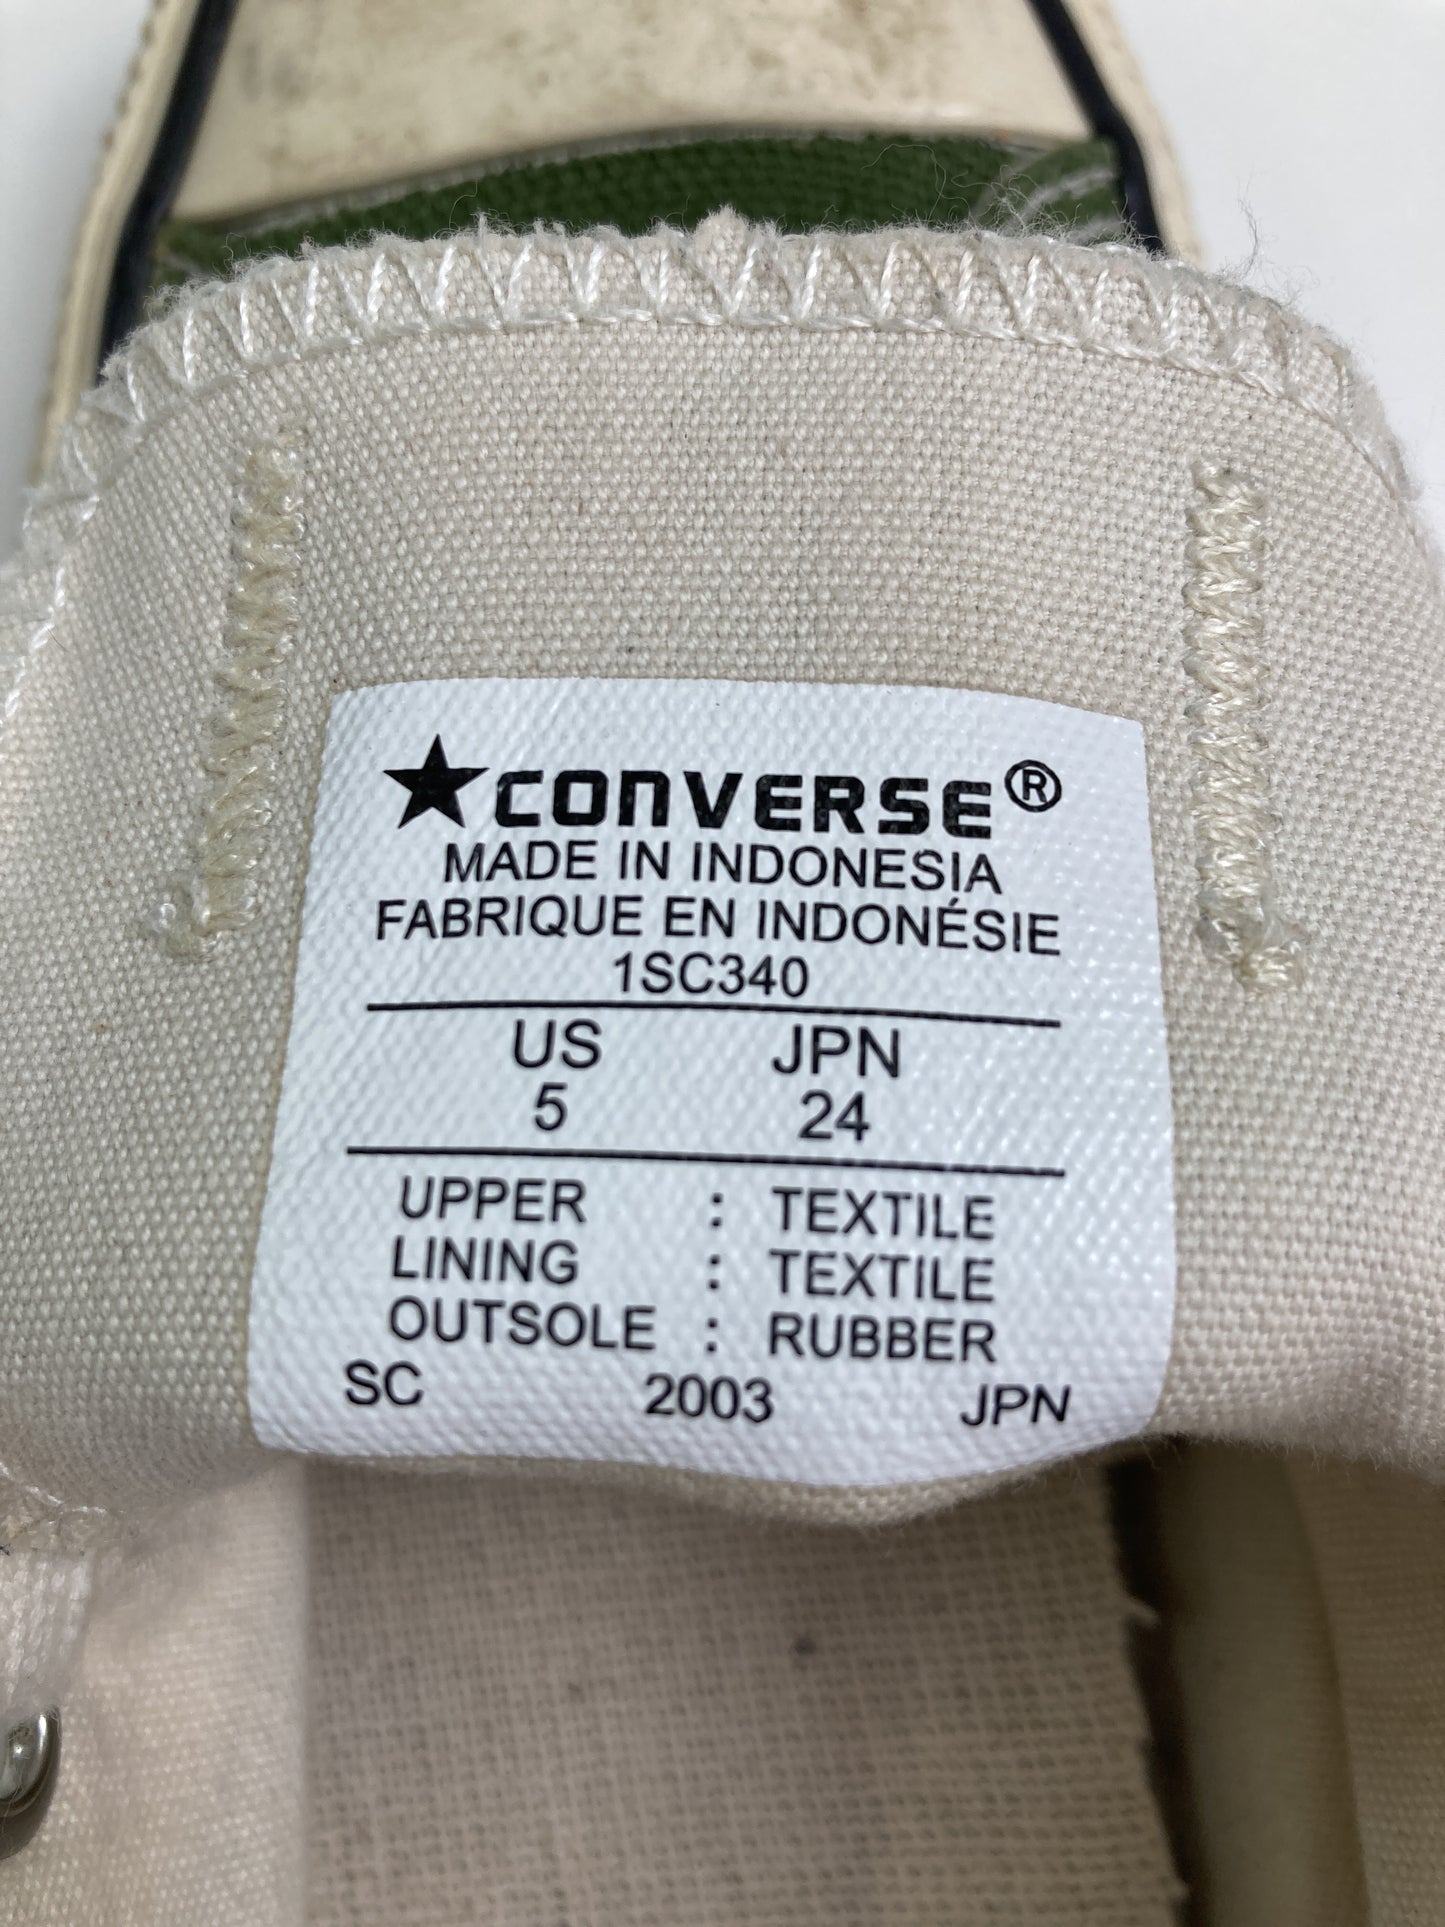 ★CONVERSE®
MADE IN INDONESIA
FABRIQUE EN INDONÉSIE
1SC340
US JPN
5 24
UPPER : TEXTILE
LINING : TEXTILE
OUTSOLE : RUBBER
SC 2003 JPN